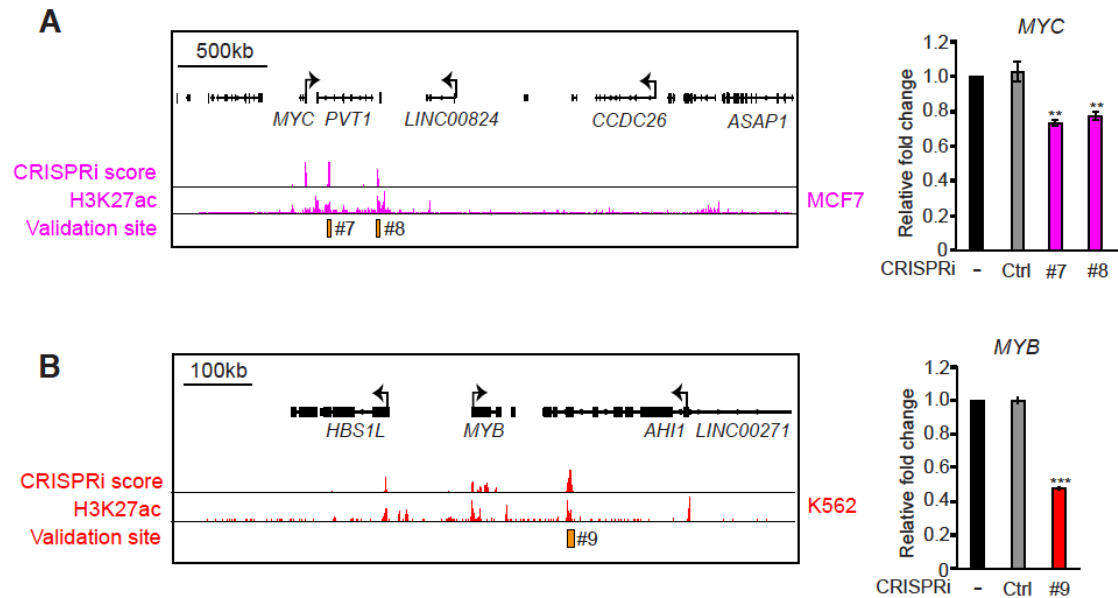 A
500kb
MYC PVT1 LINC00824 CCDC26 ASAP1
CRISPRi score
H3K27ac
Validation site
#7 #8
MCF7
MYC
Relative fold change
1.2
1.0
0.8
0.6
0.4
0.2
0
** **
CRISPRi - Ctrl #7 #8
B
100kb
HBS1L MYB AHI1 LINC00271
CRISPRi score
H3K27ac
Validation site
#9
K562
MYB
Relative fold change
1.2
1.0
0.8
0.6
0.4
0.2
0
***
CRISPRi - Ctrl #9